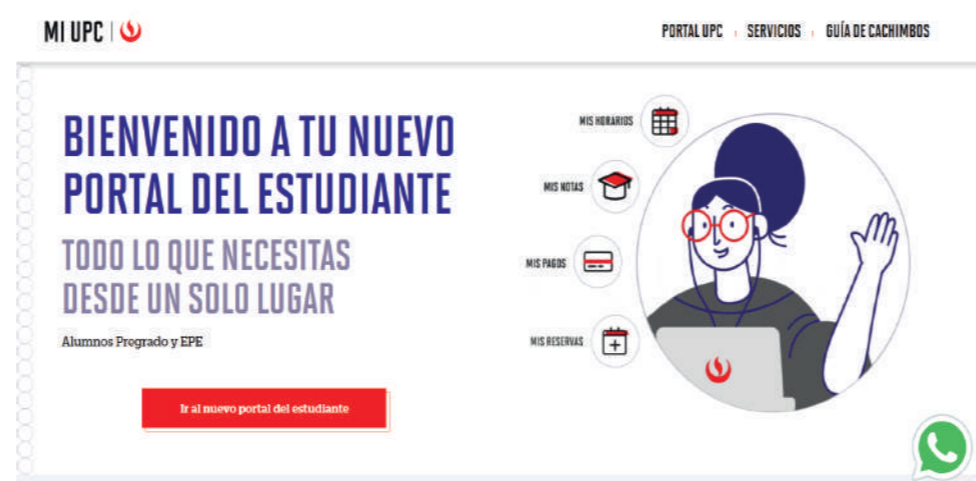 MI UPC
PORTAL UPC
SERVICIOS
GUÍA DE CACHIMBOS
BIENVENIDO A TU NUEVO
PORTAL DEL ESTUDIANTE
TODO LO QUE NECESITAS
DESDE UN SOLO LUGAR
Alumnos Pregrado y EPE
Ir al nuevo portal del estudiante
MIS HORARIOS
MIS NOTAS
MIS PAGOS
MIS RESERVAS